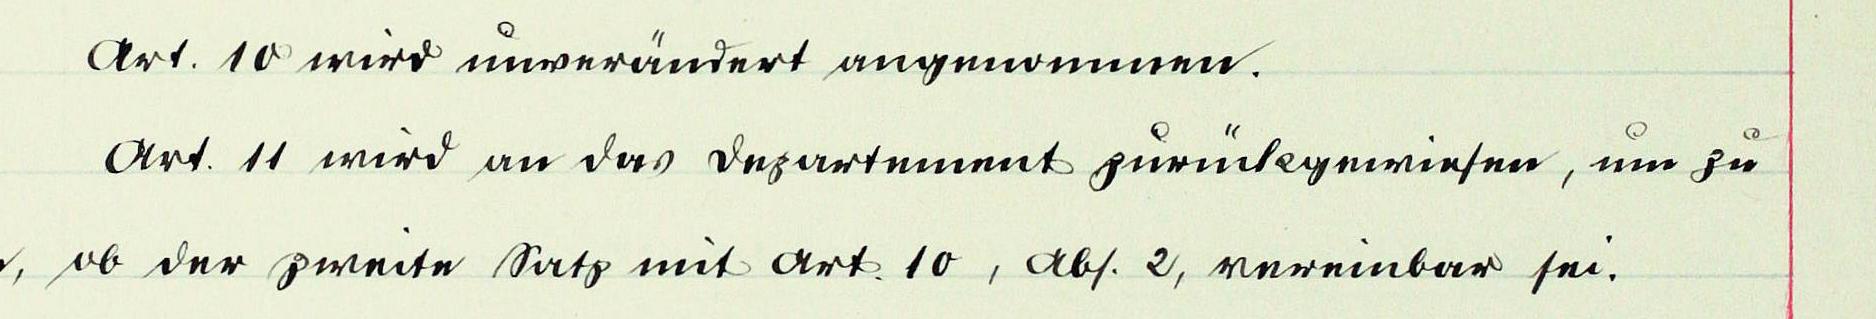 Art. 10 wird unverändert angenommen.
Art. 11 wird an das Departement zurückgewiesen, um zu
, ob der zweite Satz mit Art. 10, Abs. 2, vereinbar sei.